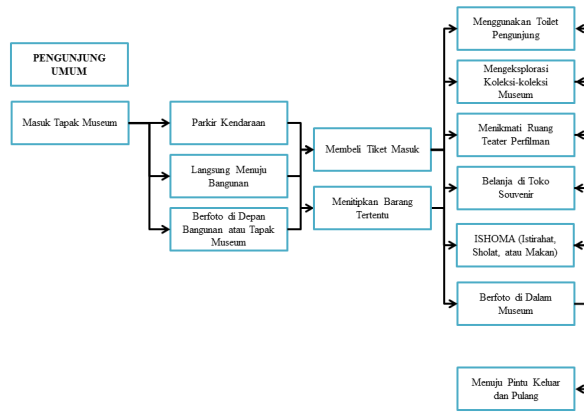 PENGUNJUNG
UMUM
Masuk Tapak Museum
Parkir Kendaraan
Langsung Menuju
Bangunan
Berfoto di Depan
Bangunan atau Tapak
Museum
Membeli Tiket Masuk
Menitipkan Barang
Tertentu
Menggunakan Toilet
Pengunjung
Mengeksplorasi
Koleksi-koleksi
Museum
Menikmati Ruang
Teater Perfilman
Belanja di Toko
Souvenir
ISHOMA (Istirahat,
Sholat, atau Makan)
Berfoto di Dalam
Museum
Menuju Pintu Keluar
dan Pulang